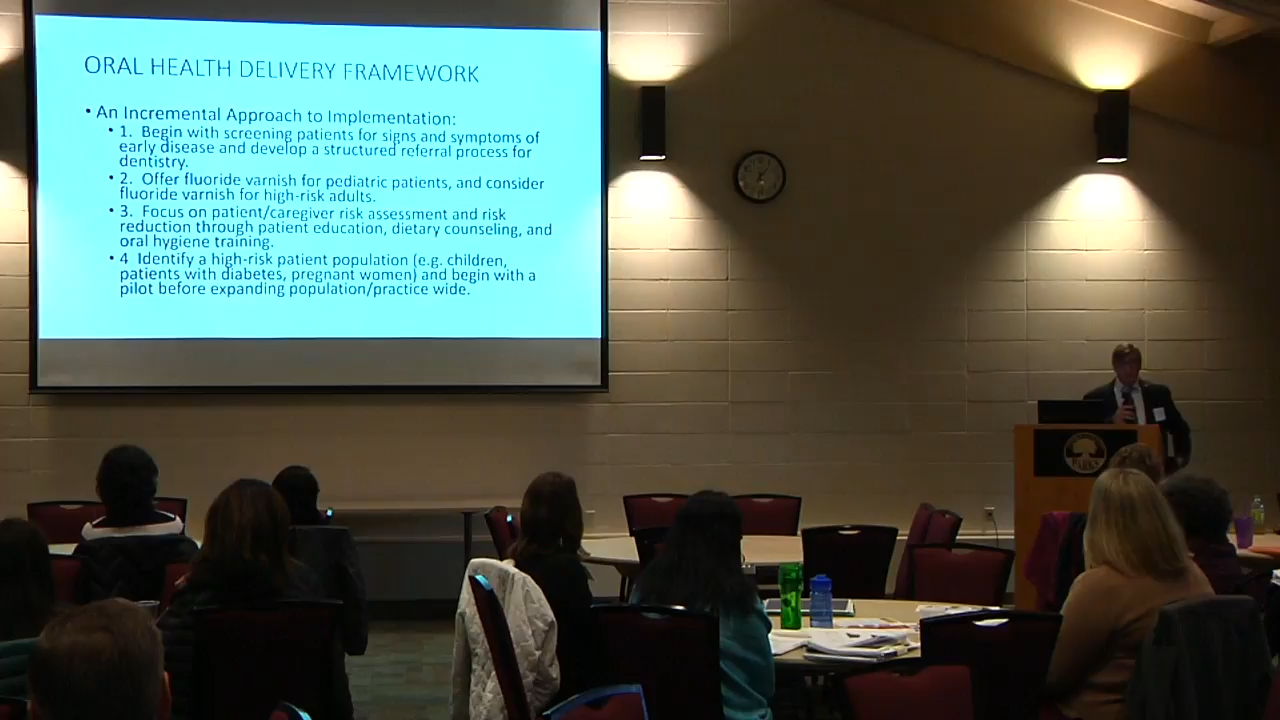 ORAL HEALTH DELIVERY FRAMEWORK
• An Incremental Approach to Implementation:
• 1. Begin with screening patients for signs and symptoms of
early disease and develop a structured referral process for
dentistry.
• 2. Offer fluoride varnish for pediatric patients, and consider
fluoride varnish for high-risk adults.
• 3. Focus on patient/caregiver risk assessment and risk
reduction through patient education, dietary counseling, and
oral hygiene training.
• 4 Identify a high-risk patient population (e.g. children,
patients with diabetes, pregnant women) and begin with a
pilot before expanding population/practice wide.
PARKS